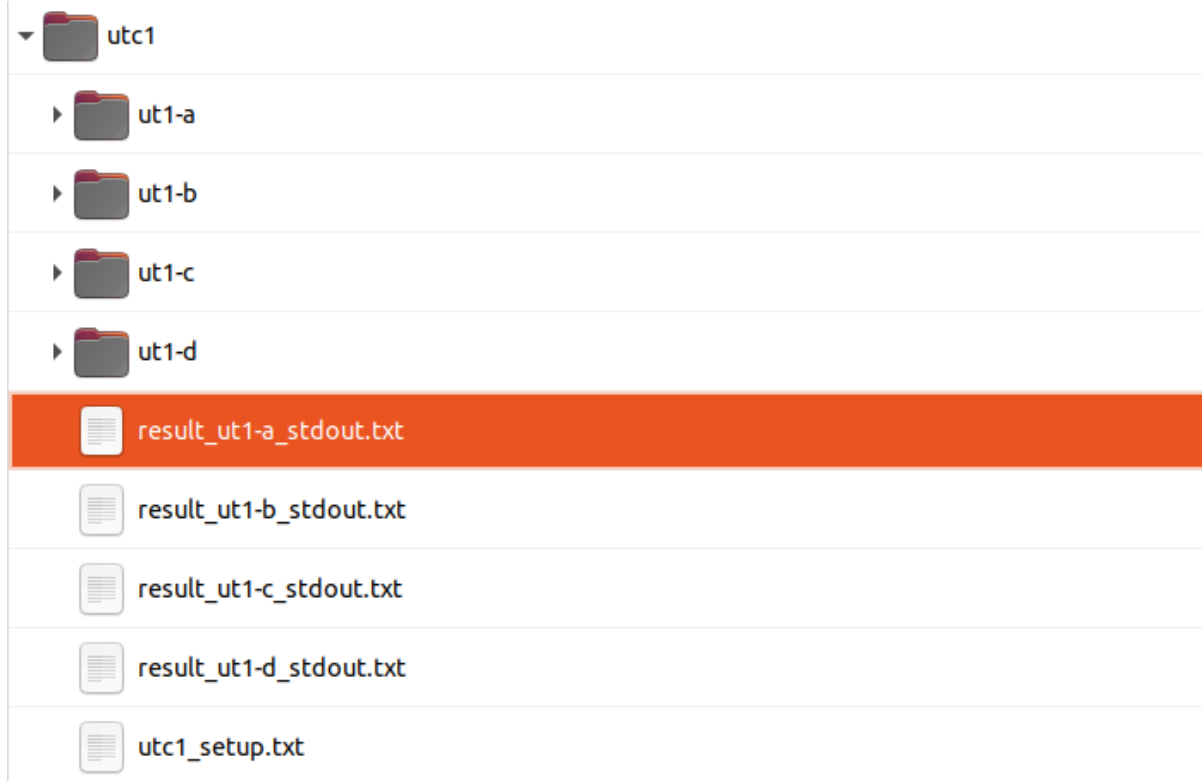 utc1
ut1-a
ut1-b
ut1-c
ut1-d
result_ut1-a_stdout.txt
result_ut1-b_stdout.txt
result_ut1-c_stdout.txt
result_ut1-d_stdout.txt
utc1_setup.txt